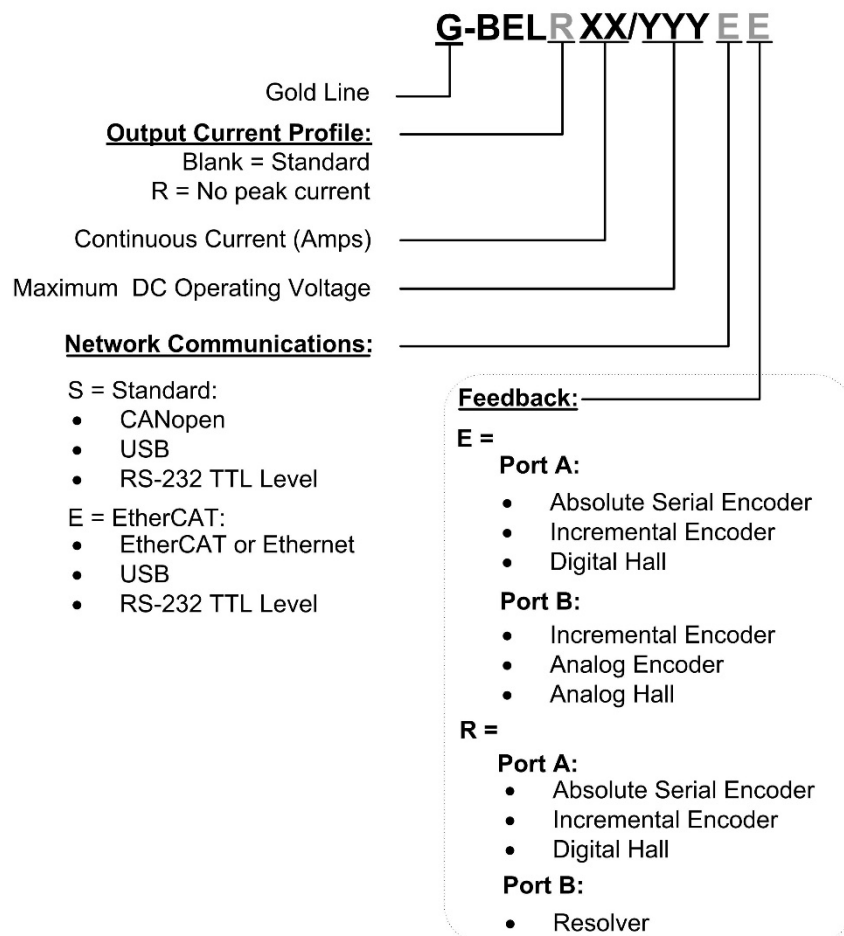 G-BELRXX/YYYEE
Gold Line
Output Current Profile:
Blank = Standard
R = No peak current
Continuous Current (Amps)
Maximum DC Operating Voltage
Network Communications:
S = Standard:
• CANopen
• USB
• RS-232 TTL Level
E = EtherCAT:
• EtherCAT or Ethernet
• USB
• RS-232 TTL Level
Feedback:
E =
Port A:
• Absolute Serial Encoder
• Incremental Encoder
• Digital Hall
Port B:
• Incremental Encoder
• Analog Encoder
• Analog Hall
R =
Port A:
• Absolute Serial Encoder
• Incremental Encoder
• Digital Hall
Port B:
• Resolver